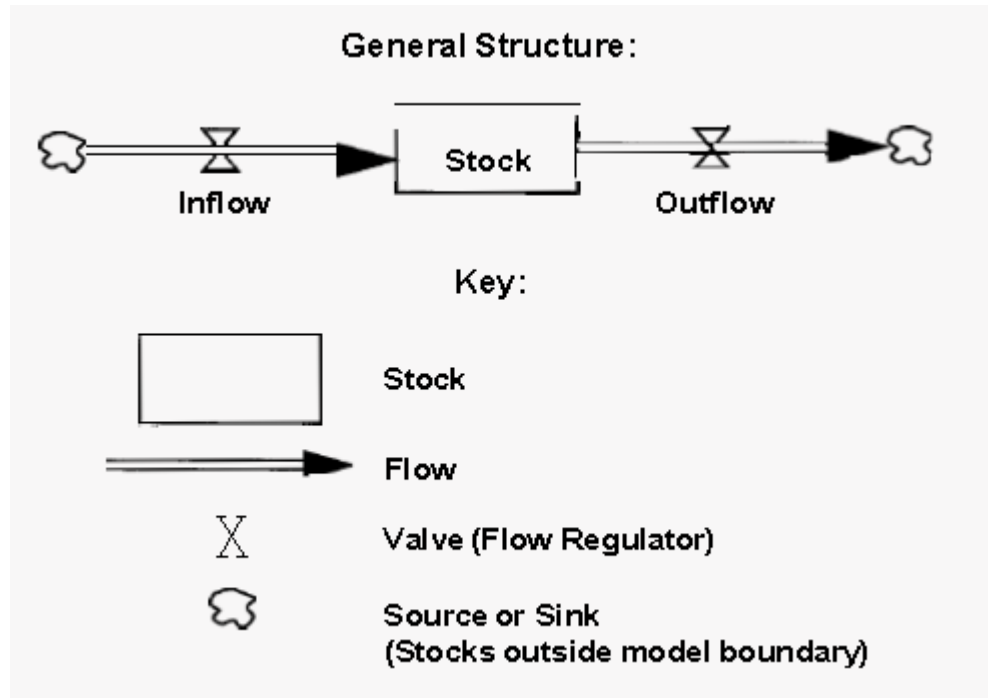 General Structure:
Stock
Inflow
Outflow
Key:
Stock
Flow
X Valve (Flow Regulator)
Source or Sink
(Stocks outside model boundary)